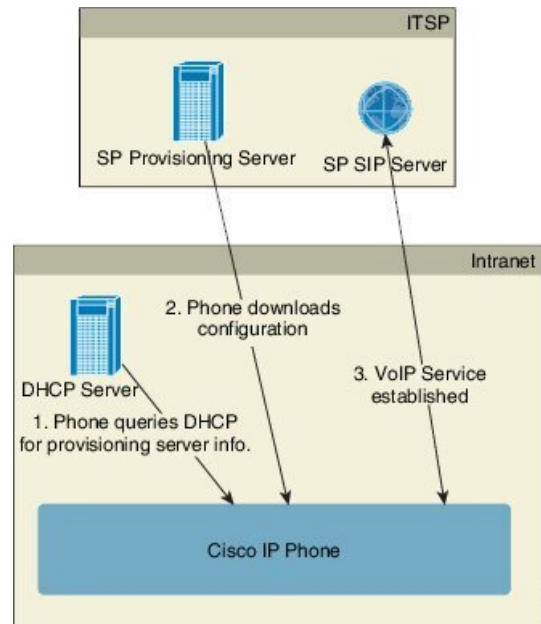 ITSP
SP Provisioning Server
SP SIP Server
Intranet
2. Phone downloads
configuration
DHCP Server
3. VoIP Service
established
1. Phone queries DHCP
for provisioning server info.
Cisco IP Phone